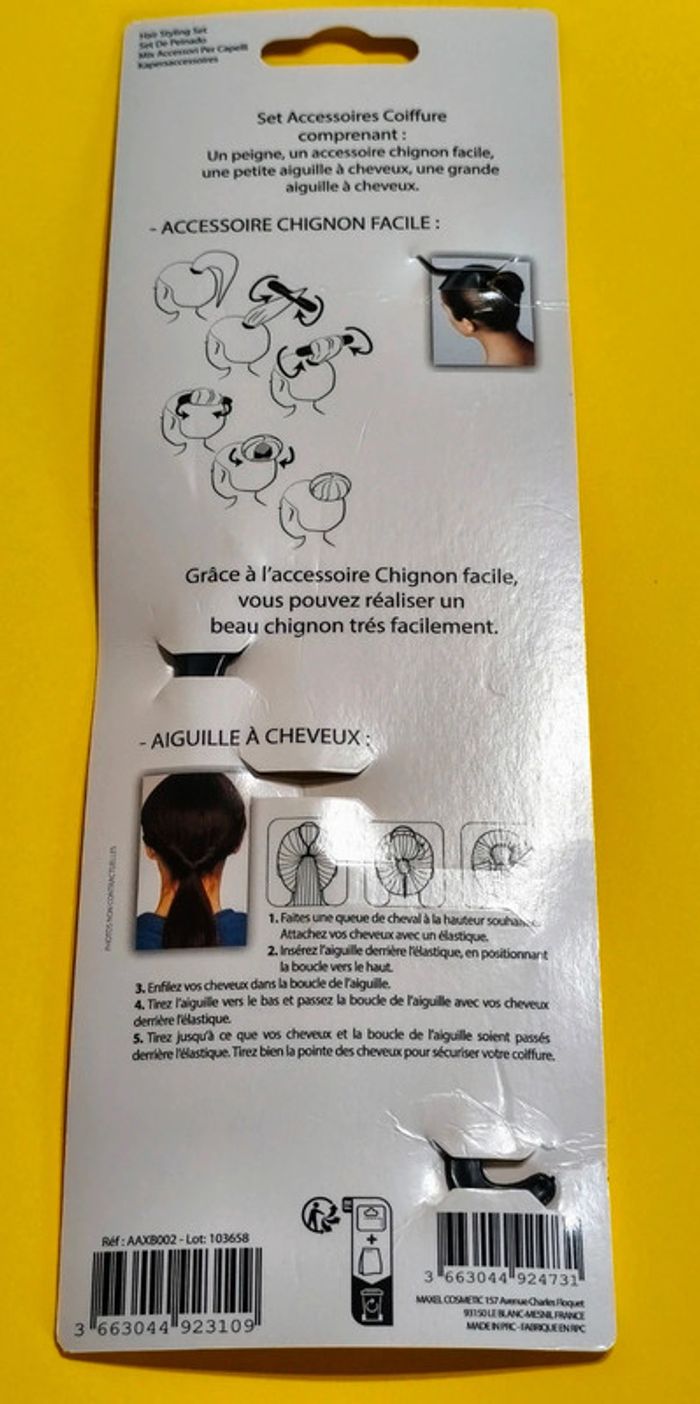 Hair Styling Set
Set De Peinado
Mix Accessori Per Capelli
Kapersaccessoires
Set Accessoires Coiffure
comprenant :
Un peigne, un accessoire chignon facile,
une petite aiguille à cheveux, une grande
aiguille à cheveux.
- ACCESSOIRE CHIGNON FACILE :
Grâce à l'accessoire Chignon facile,
vous pouvez réaliser un
beau chignon trés facilement.
- AIGUILLE À CHEVEUX :
PHOTOS NON CONTRACTUELLES
1. Faites une queue de cheval à la hauteur
Attachez vos cheveux avec un élastique.
2. Insérez l'aiguille derrière l'élastique, en positionnant
la boucle vers le haut.
3. Enfilez vos cheveux dans la boucle de l'aiguille.
4. Tirez l'aiguille vers le bas et passez la boucle de l'aiguille avec vos cheveux
derrière l'élastique.
5. Tirez jusqu'à ce que vos cheveux et la boucle de l'aiguille soient passés
derrière l'élastique. Tirez bien la pointe des cheveux pour sécuriser votre coiffure.
Réf : AAXB002 - Lot: 103658
3 663044 923109
3 663044 924731
MAXEL COSMETIC 157 Avenue Charles Floquet
93150 LE BLANC-MESNIL FRANCE
MADE IN PRC - FABRIQUE EN RPC